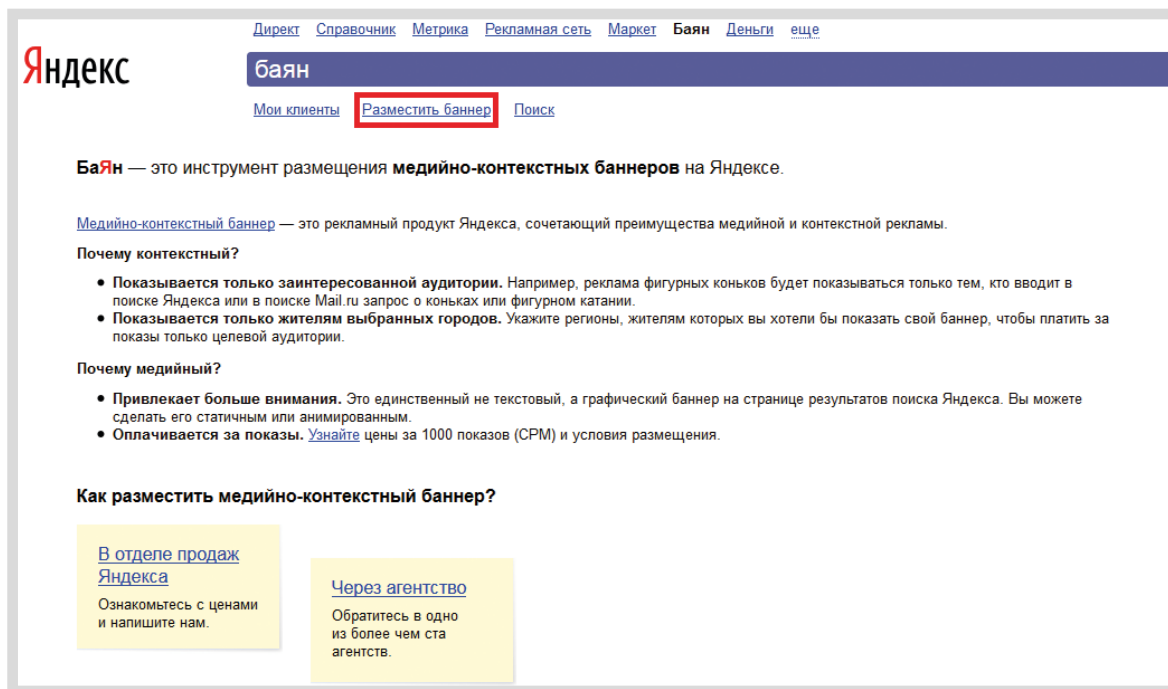 Директ Справочник Метрика Рекламная сеть Маркет Баян Деньги еще
Яндекс
баян
Мои клиенты Разместить баннер Поиск
БаЯн — это инструмент размещения медийно-контекстных баннеров на Яндексе.
Медийно-контекстный баннер — это рекламный продукт Яндекса, сочетающий преимущества медийной и контекстной рекламы.
Почему контекстный?
• Показывается только заинтересованной аудитории. Например, реклама фигурных коньков будет показываться только тем, кто вводит в
поиске Яндекса или в поиске Mail.ru запрос о коньках или фигурном катании.
• Показывается только жителям выбранных городов. Укажите регионы, жителям которых вы хотели бы показать свой баннер, чтобы платить за
показы только целевой аудитории.
Почему медийный?
• Привлекает больше внимания. Это единственный не текстовый, а графический баннер на странице результатов поиска Яндекса. Вы можете
сделать его статичным или анимированным.
• Оплачивается за показы. Узнайте цены за 1000 показов (CPM) и условия размещения.
Как разместить медийно-контекстный баннер?
В отделе продаж
Яндекса
Ознакомьтесь с ценами
и напишите нам.
Через агентство
Обратитесь в одно
из более чем ста
агентств.